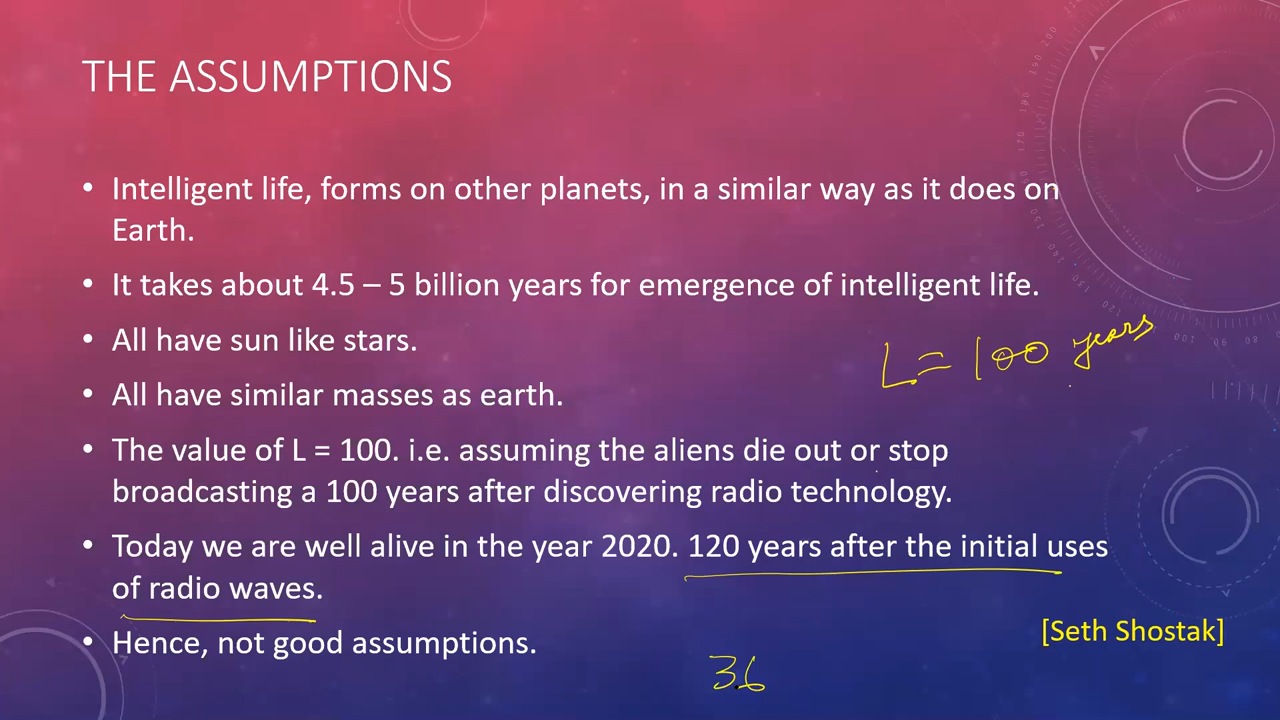 THE ASSUMPTIONS
• Intelligent life, forms on other planets, in a similar way as it does on
Earth.
• It takes about 4.5 – 5 billion years for emergence of intelligent life.
• All have sun like stars.
L = 100 years
• All have similar masses as earth.
• The value of L = 100. i.e. assuming the aliens die out or stop
broadcasting a 100 years after discovering radio technology.
• Today we are well alive in the year 2020. 120 years after the initial uses
of radio waves.
[Seth Shostak]
• Hence, not good assumptions.
36